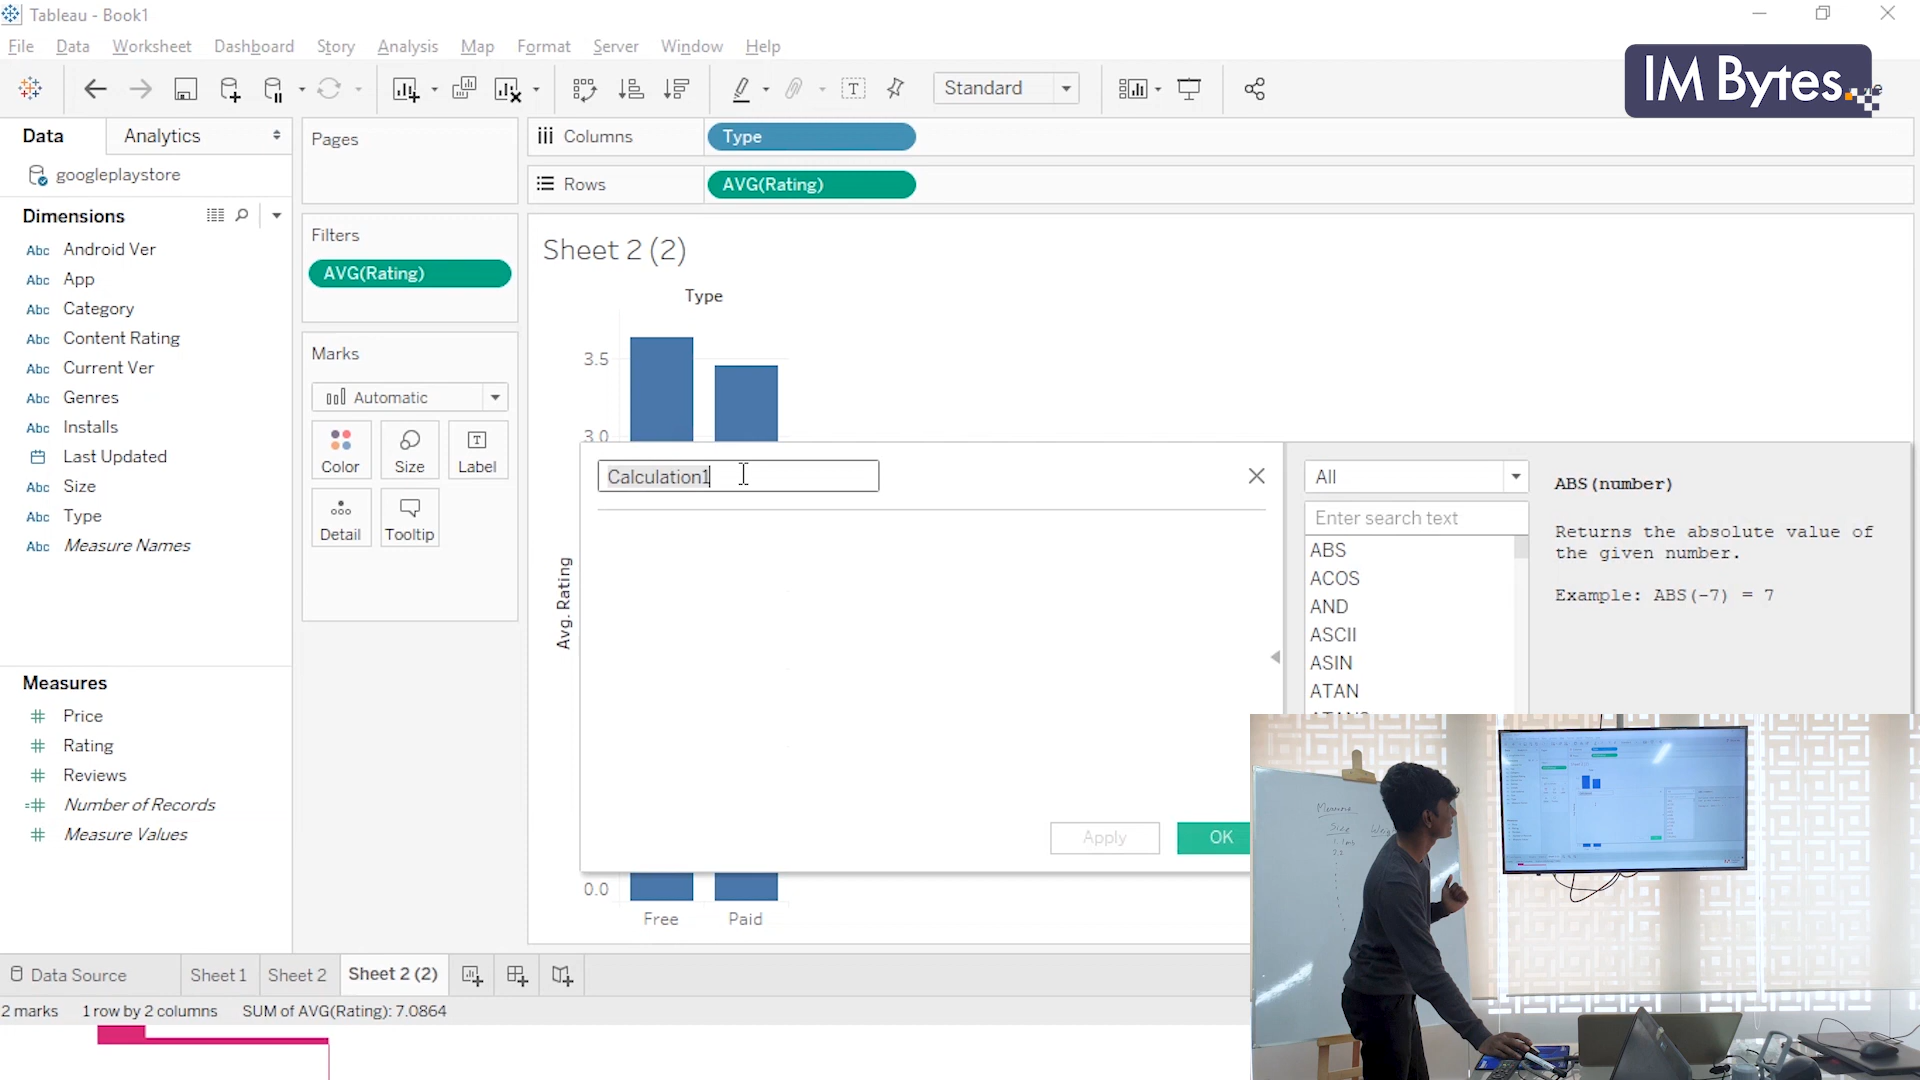 Tableau - Book1
File Data Worksheet Dashboard Story Analysis Map Format Server Window Help
IM Bytes.
Standard
Data Analytics
googleplaystore
Dimensions
Abc Android Ver
Abc App
Abc Category
Abc Content Rating
Abc Current Ver
Abc Genres
Abc Installs
Last Updated
Abc Size
Abc Type
Abc Measure Names
Measures
# Price
# Rating
# Reviews
=# Number of Records
# Measure Values
Pages
Filters
AVG(Rating)
Marks
Automatic
Color Size Label
Detail Tooltip
Columns Type
Rows AVG(Rating)
Sheet 2 (2)
Type
3.5
3.0
Avg. Rating
0.0
Free Paid
Calculation1
Apply OK
All
Enter search text
ABS
ACOS
AND
ASCII
ASIN
ATAN
ABS(number)
Returns the absolute value of
the given number.
Example: ABS(-7) = 7
Measure
Size
Data Source Sheet 1 Sheet 2 Sheet 2 (2)
2 marks 1 row by 2 columns SUM of AVG(Rating): 7.0864